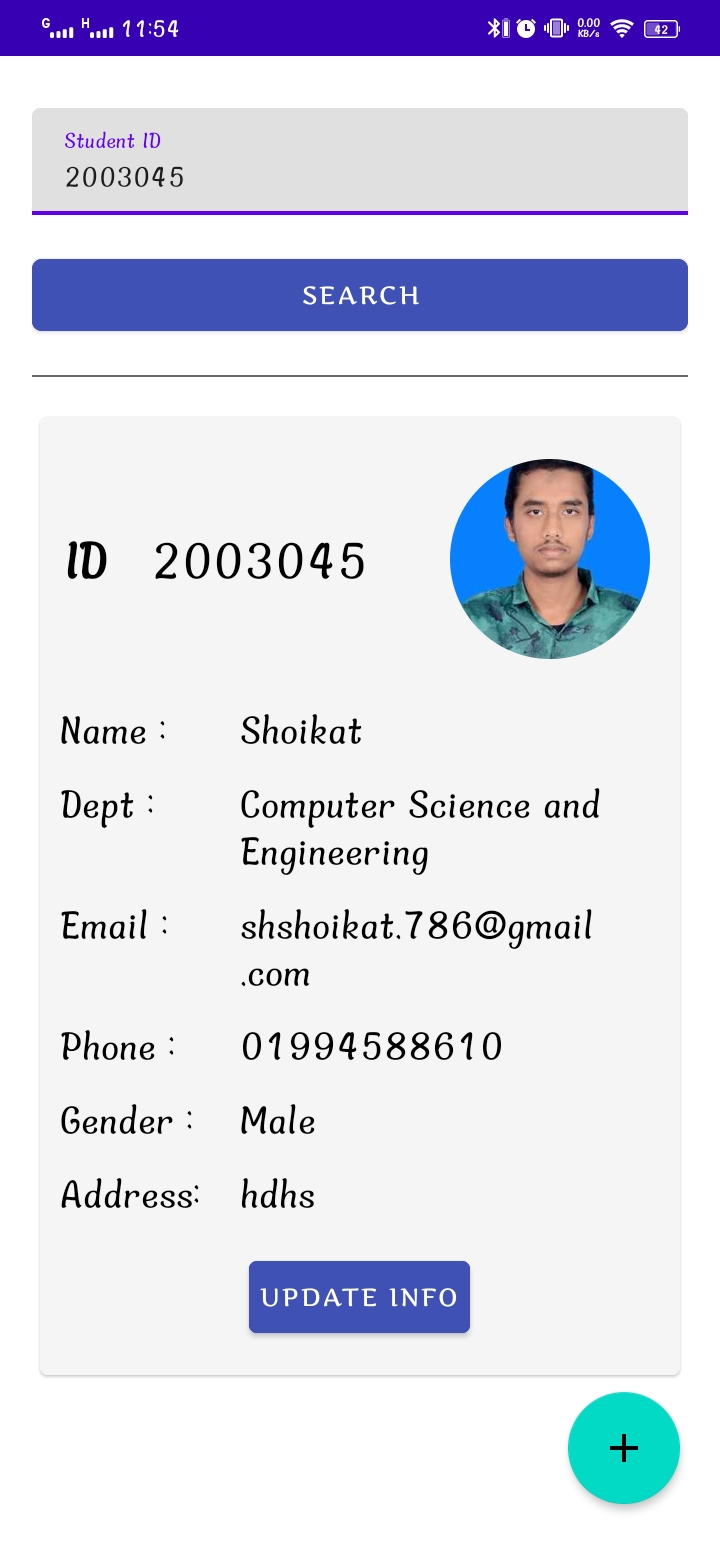 G H 11:54 0.00 KB/s 42
Student ID
2003045
SEARCH
ID 2003045
Name : Shoikat
Dept : Computer Science and
Engineering
Email : shshoikat.786@gmail
.com
Phone : 01994588610
Gender : Male
Address: hdhs
UPDATE INFO